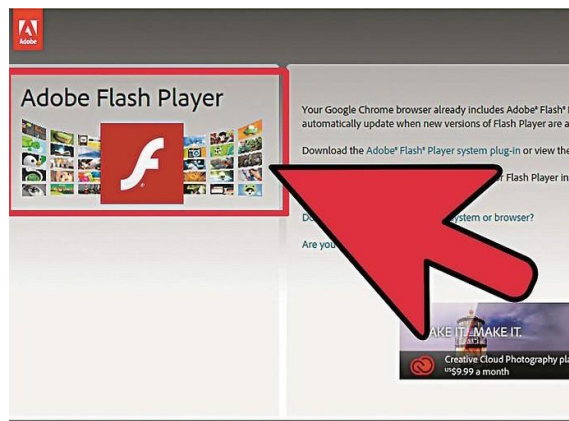 Adobe
Adobe Flash Player
Your Google Chrome browser already includes Adobe® Flash®
automatically update when new versions of Flash Player are a
Download the Adobe® Flash® Player system plug-in or view the
Flash Player in
ystem or browser?
Are you
AKE IT. MAKE IT.
Creative Cloud Photography pla
US$9.99 a month